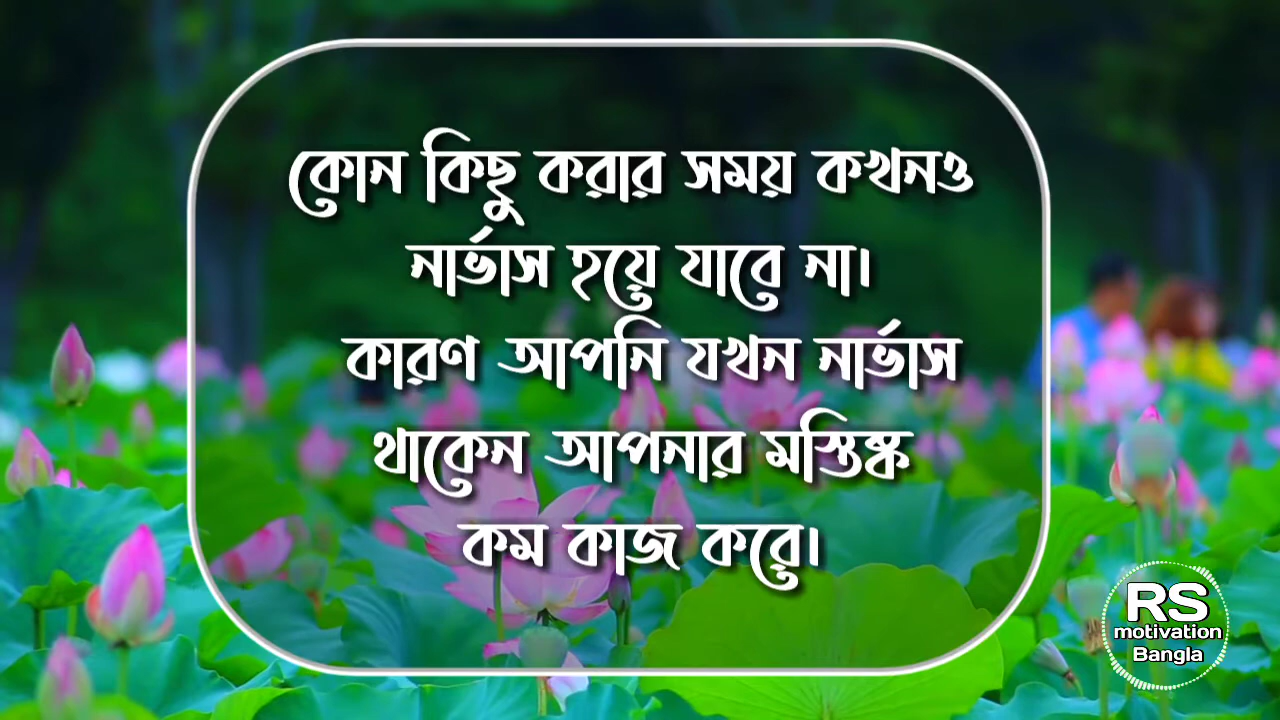 কোন কিছু করার সময় কখনও
নার্ভাস হয়ে যাবে না।
কারণ আপনি যখন নার্ভাস
থাকেন আপনার মস্তিষ্ক
কম কাজ করে।
RS
motivation
Bangla